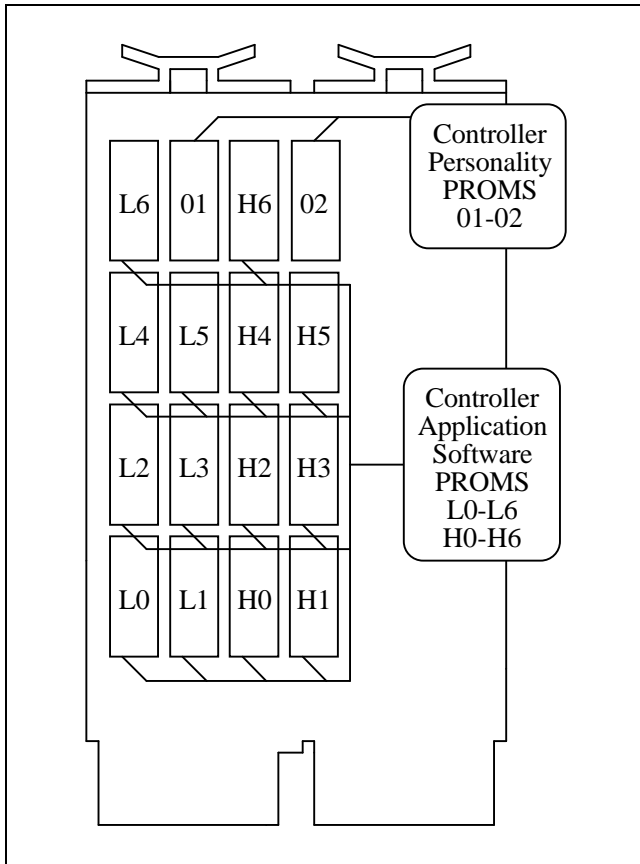 Controller
Personality
PROMS
01-02
L6 01 H6 02
L4 L5 H4 H5
Controller
Application
Software
PROMS
L0-L6
H0-H6
L2 L3 H2 H3
L0 L1 H0 H1